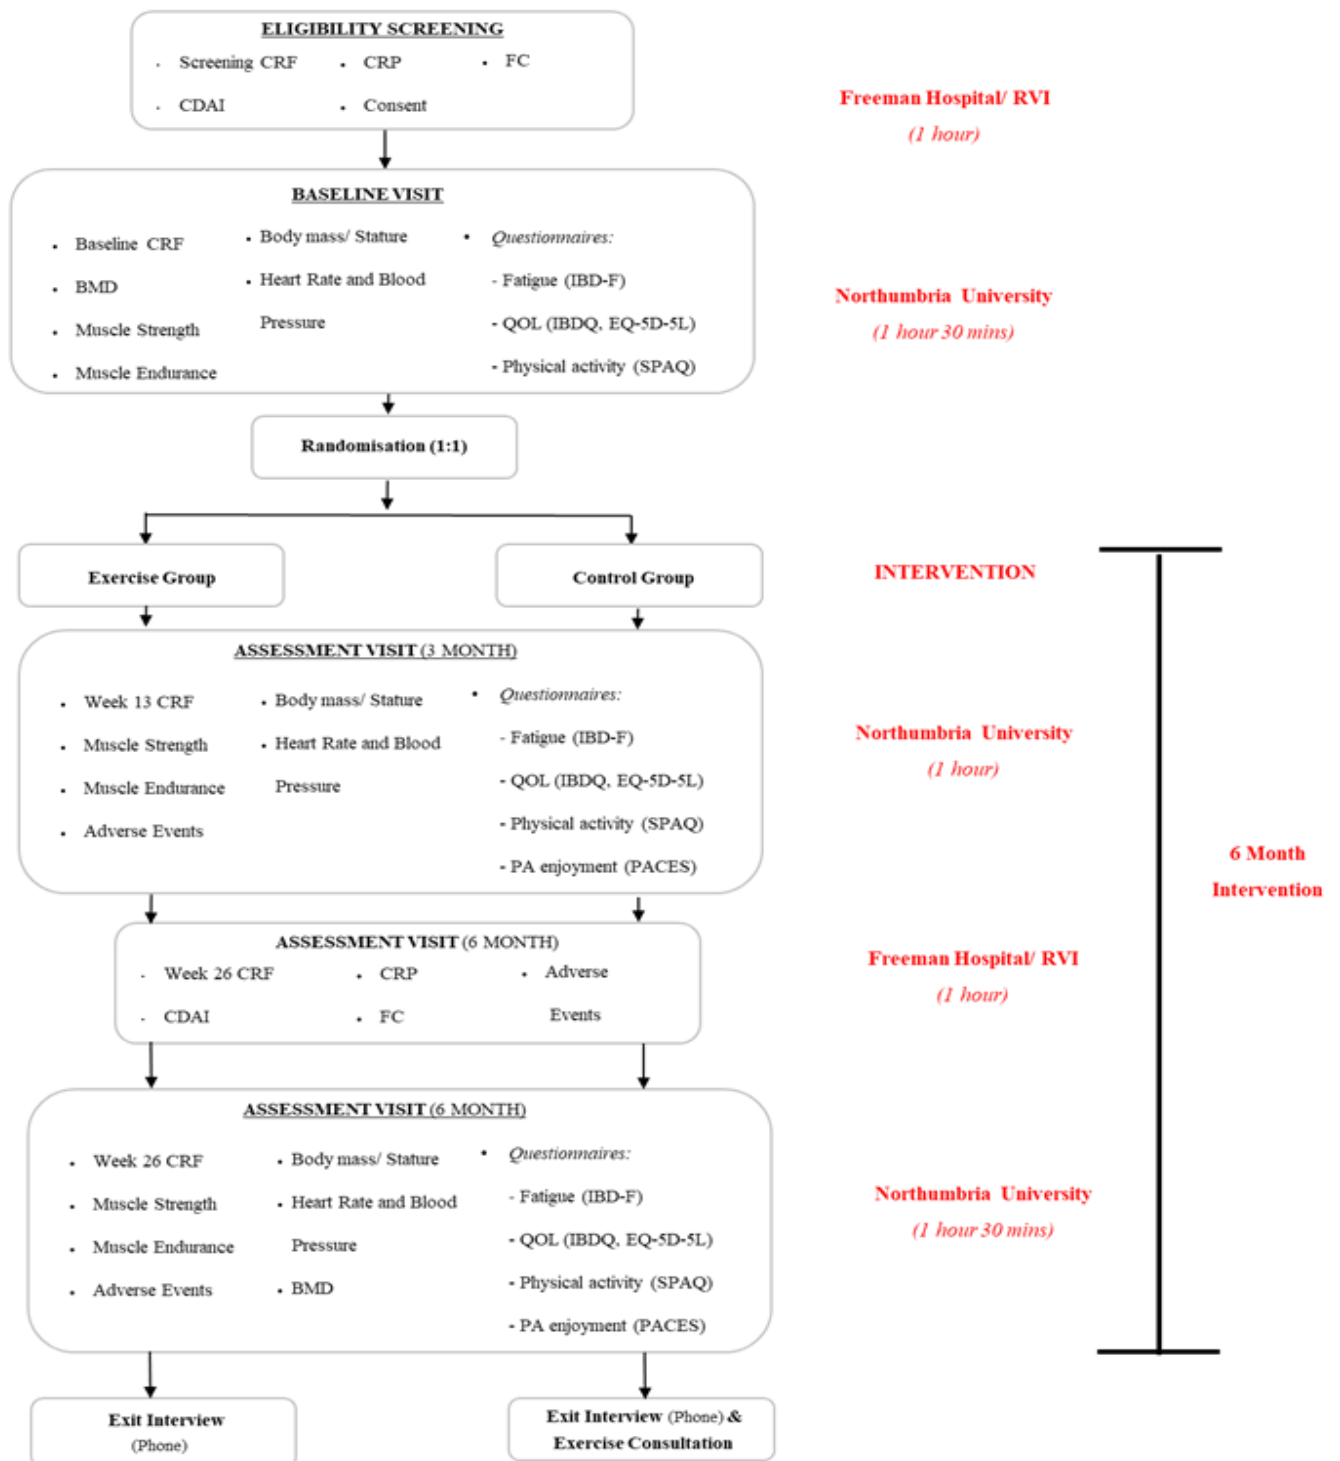 ELIGIBILITY SCREENING
· Screening CRF
• CRP
• FC
· CDAI
• Consent
Freeman Hospital/ RVI
(1 hour)
BASELINE VISIT
• Baseline CRF
• BMD
• Muscle Strength
• Muscle Endurance
• Body mass/ Stature
• Heart Rate and Blood
Pressure
• Questionnaires:
- Fatigue (IBD-F)
- QOL (IBDQ, EQ-5D-5L)
- Physical activity (SPAQ)
Northumbria University
(1 hour 30 mins)
Randomisation (1:1)
Exercise Group
Control Group
INTERVENTION
ASSESSMENT VISIT (3 MONTH)
• Week 13 CRF
• Muscle Strength
• Muscle Endurance
• Adverse Events
• Body mass/ Stature
• Heart Rate and Blood
Pressure
• Questionnaires:
- Fatigue (IBD-F)
- QOL (IBDQ, EQ-5D-5L)
- Physical activity (SPAQ)
- PA enjoyment (PACES)
Northumbria University
(1 hour)
6 Month
Intervention
ASSESSMENT VISIT (6 MONTH)
· Week 26 CRF
· CDAI
• CRP
• FC
• Adverse
Events
Freeman Hospital/ RVI
(1 hour)
ASSESSMENT VISIT (6 MONTH)
• Week 26 CRF
• Muscle Strength
• Muscle Endurance
• Adverse Events
• Body mass/ Stature
• Heart Rate and Blood
Pressure
• BMD
• Questionnaires:
- Fatigue (IBD-F)
- QOL (IBDQ, EQ-5D-5L)
- Physical activity (SPAQ)
- PA enjoyment (PACES)
Northumbria University
(1 hour 30 mins)
Exit Interview
(Phone)
Exit Interview (Phone) &
Exercise Consultation